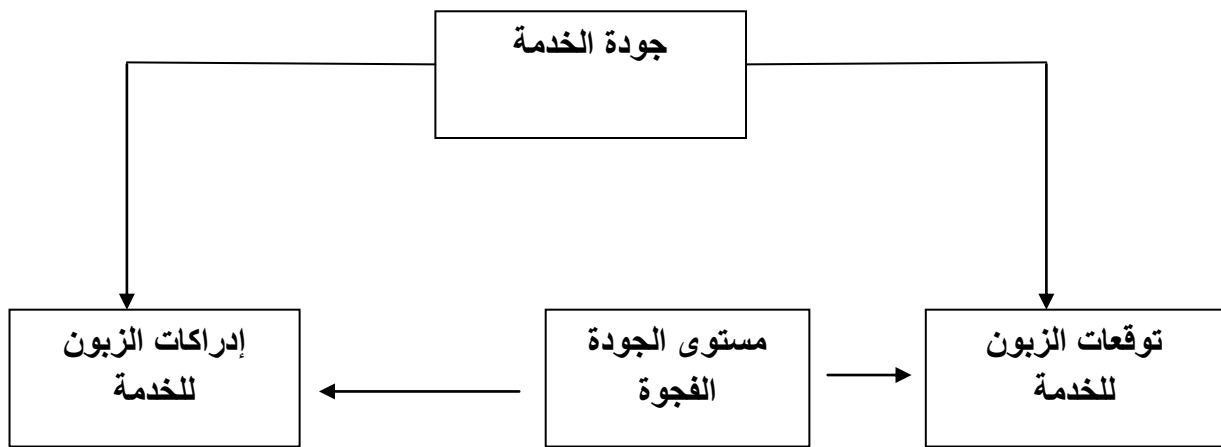 جودة الخدمة
توقعات الزبون
للخدمة
مستوى الجودة
الفجوة
إدراكات الزبون
للخدمة